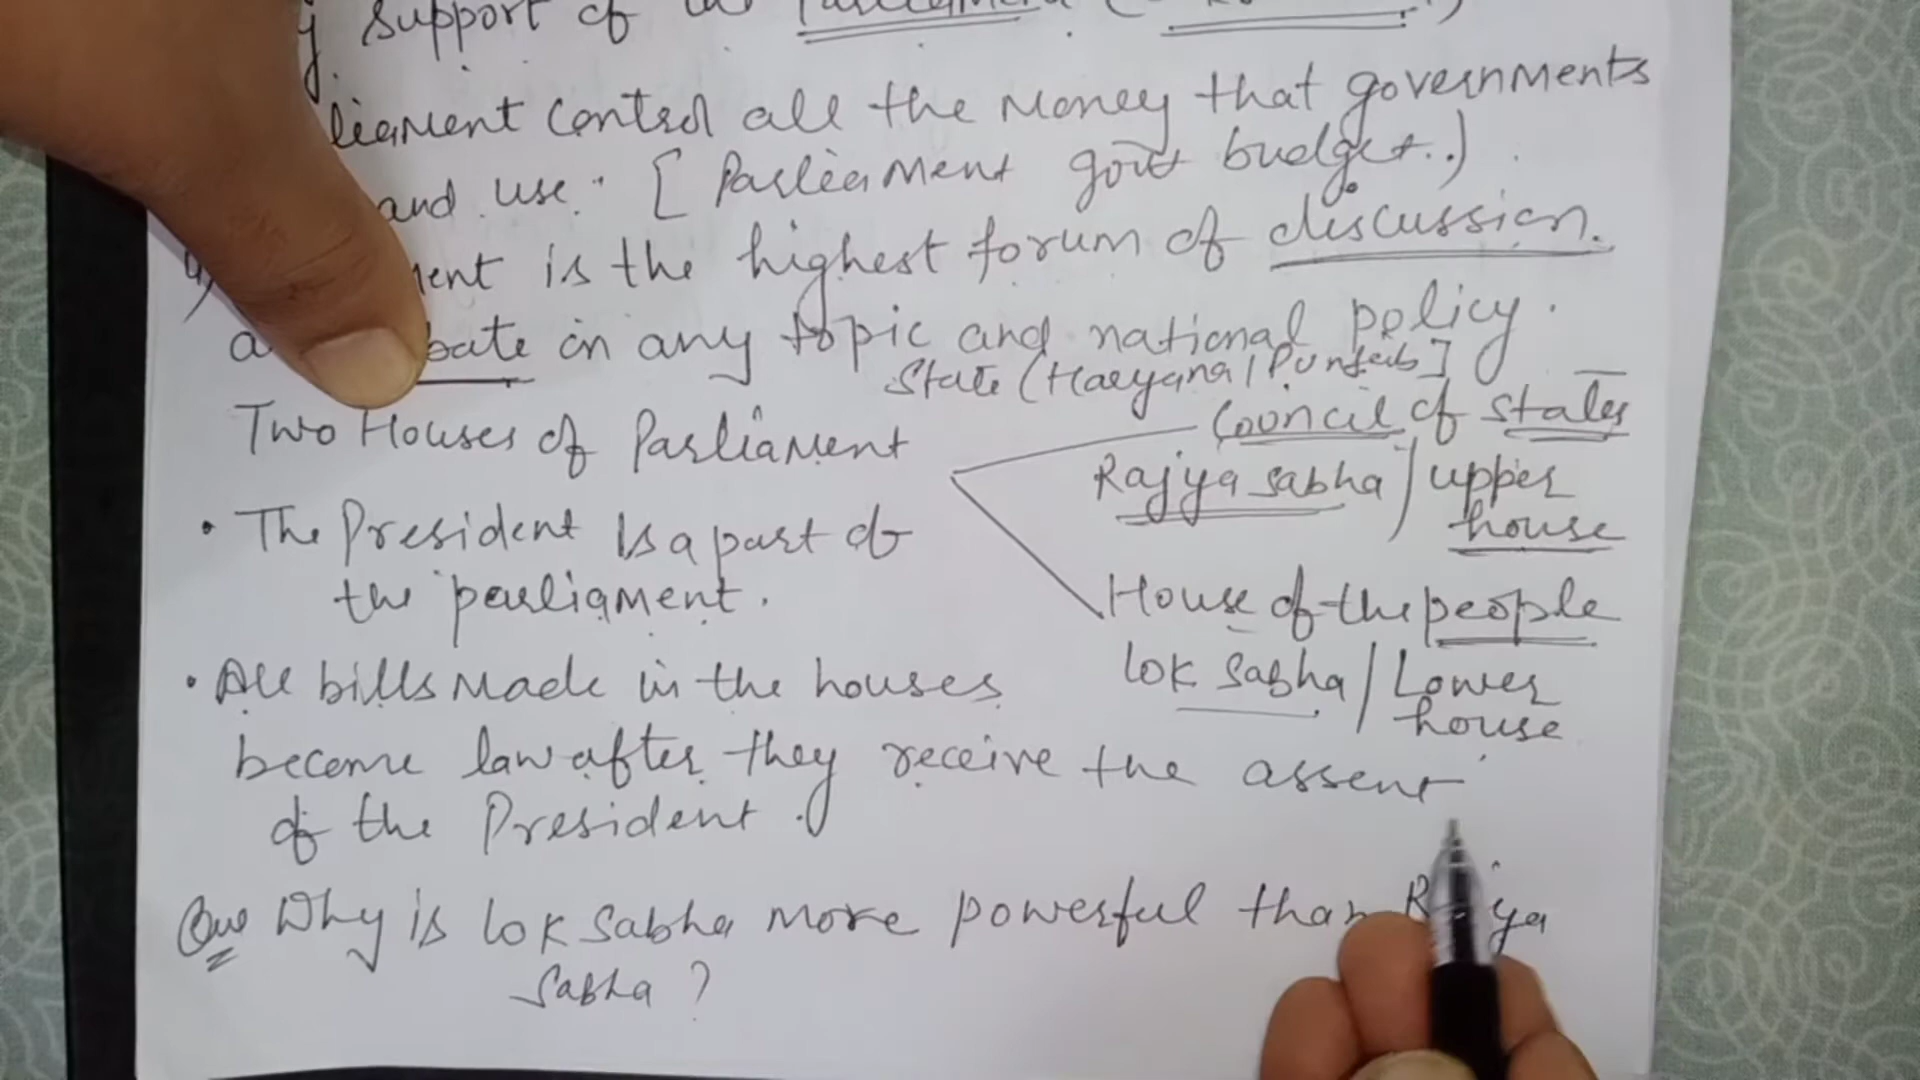 support of
liament control all the money that governments
and use. [ Parliament govt budget..)
4) ment is the highest forum of discussion.
bate in any topic and national policy.
State (Haryana / Punjab]
Two Houses of Parliament
Council of states
Rajya sabha / upper
house
• The President is a part of
the parliament.
House of the people
lok sabha / Lower
house
• All bills made in the houses
become law after they receive the assent
of the President.
Que Why is lok sabha more powerful than
sabha ?